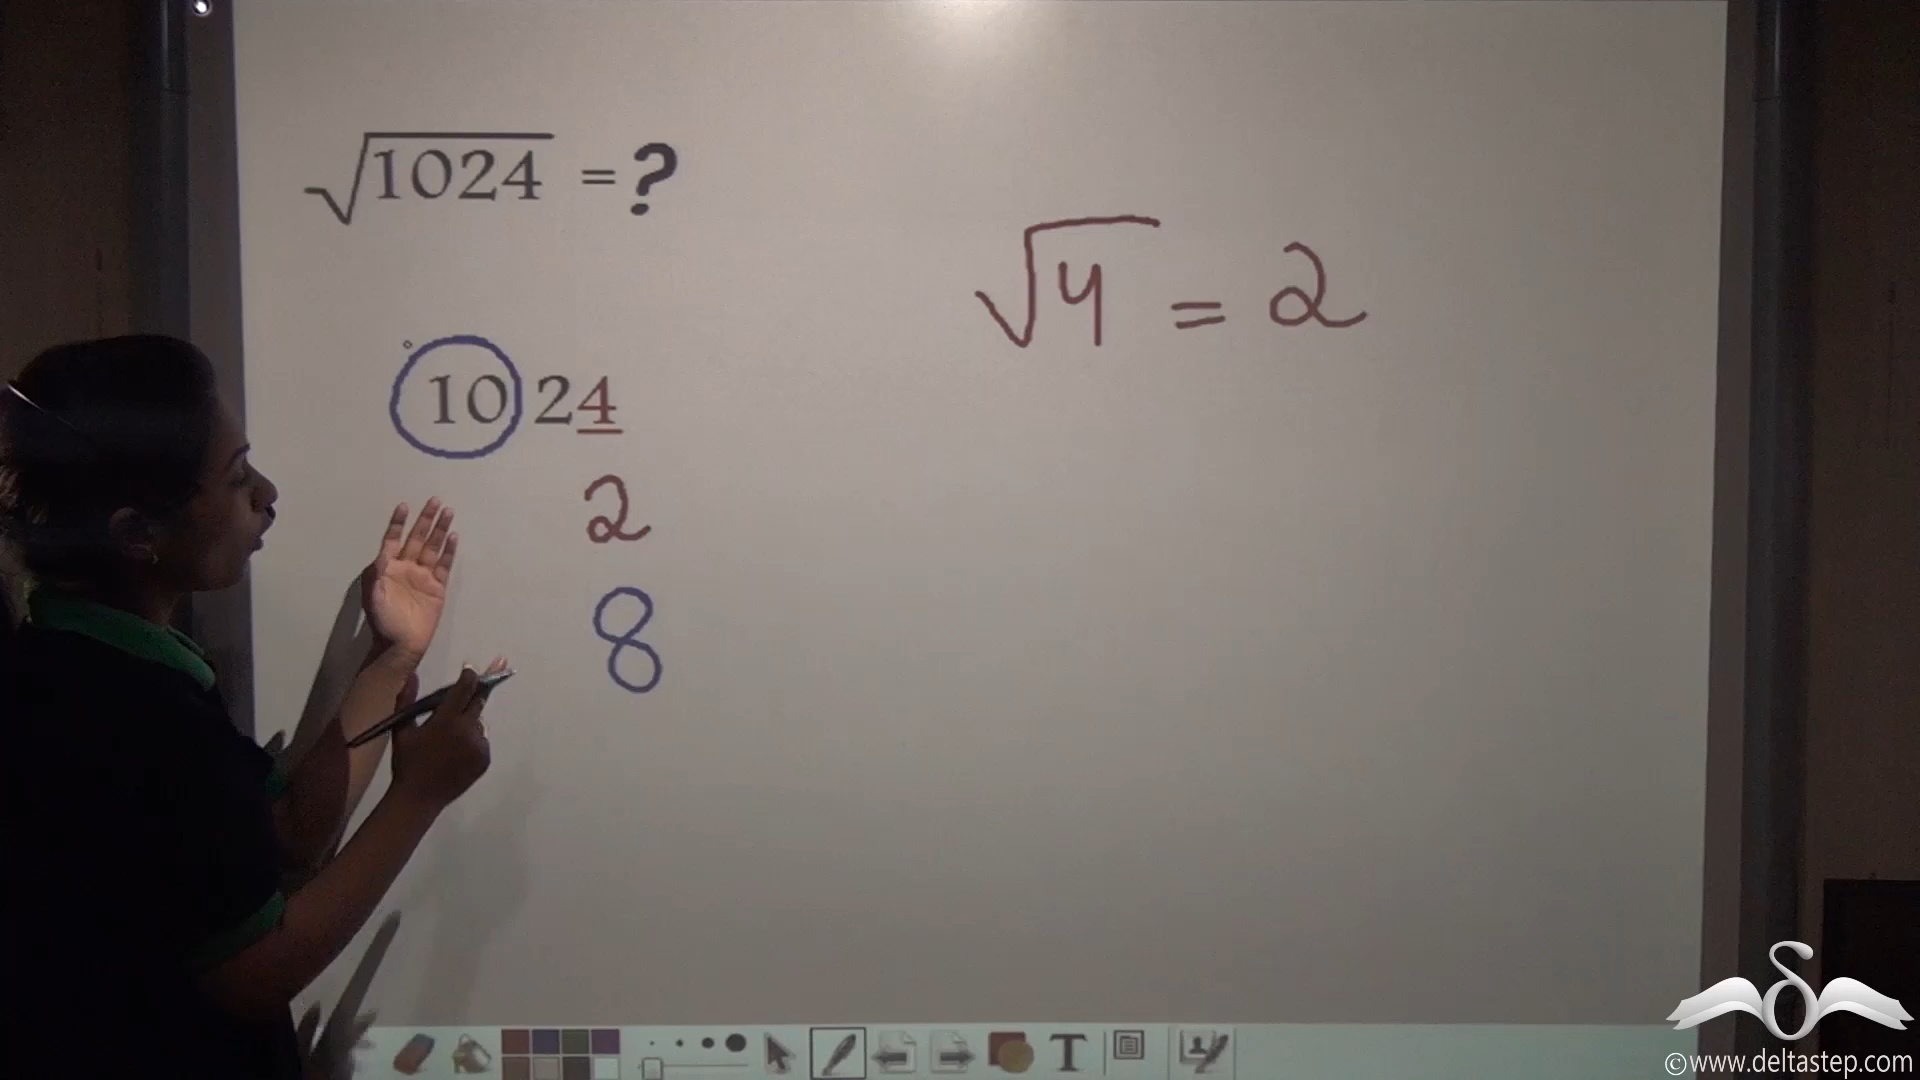 √1024 = ?
√4 = 2
1024
2
8
T
©www.deltastep.com